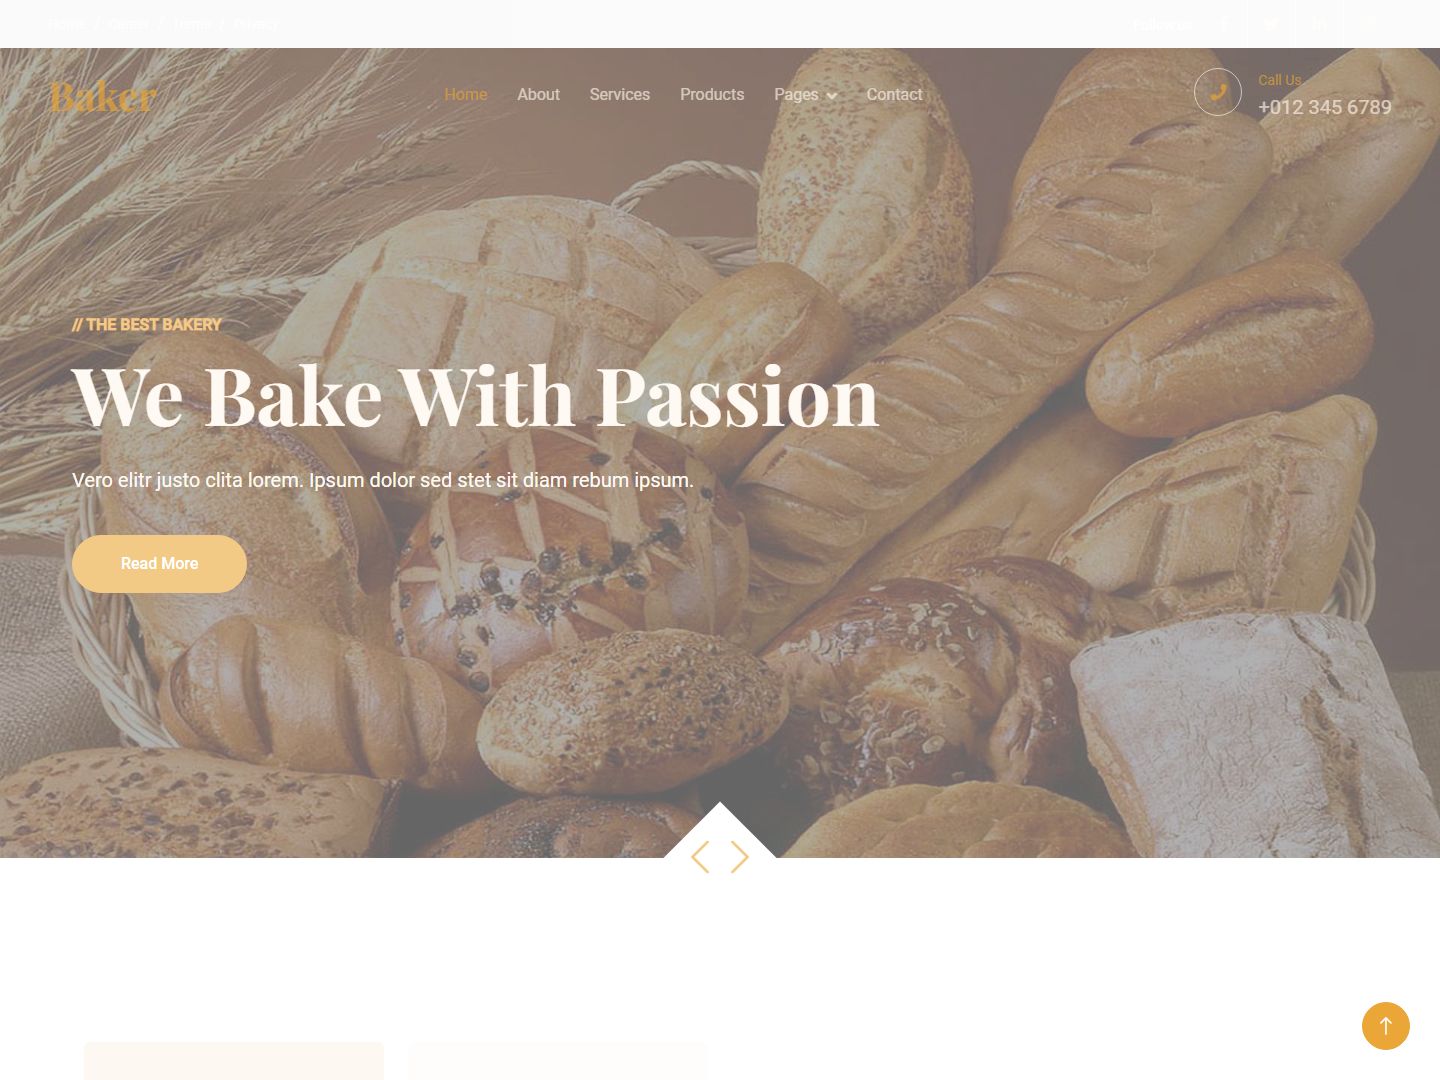 Home / Career / Terms / Privacy
Follow us:
Baker
Home
About
Services
Products
Pages
Contact
Call Us
+012 345 6789
// THE BEST BAKERY
We Bake With Passion
Vero elitr justo clita lorem. Ipsum dolor sed stet sit diam rebum ipsum.
Read More